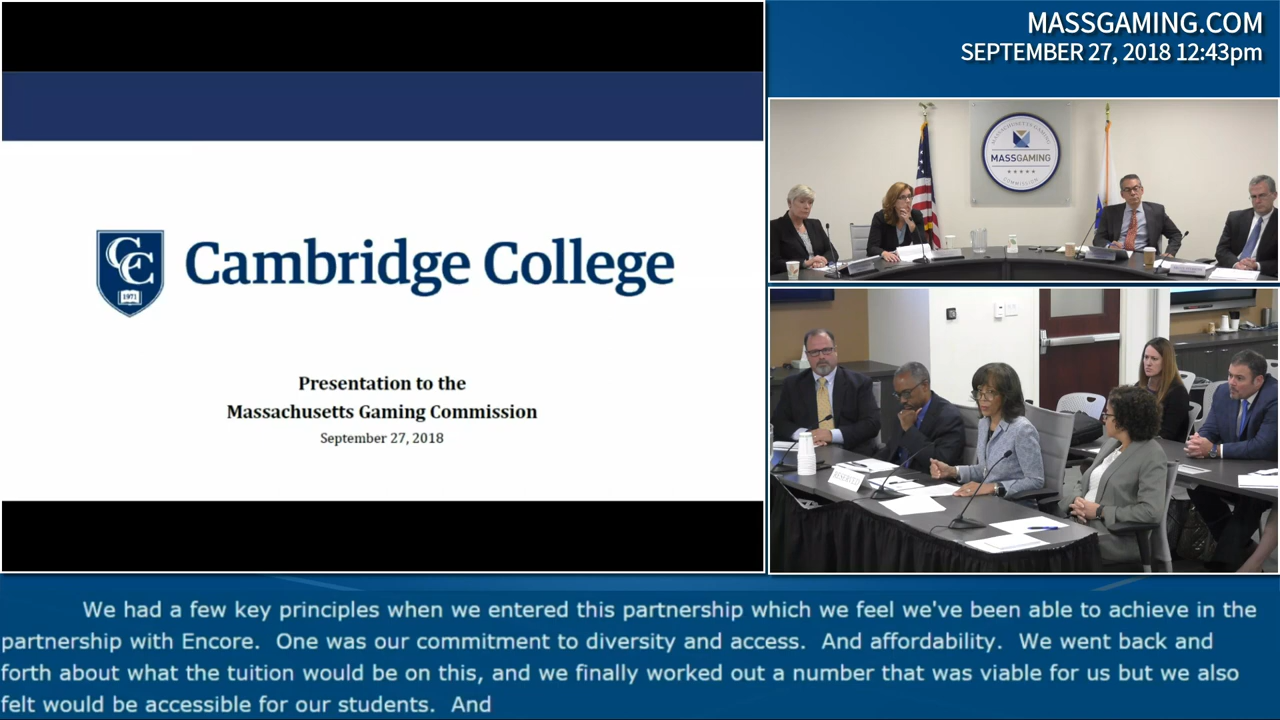 MASSGAMING.COM
SEPTEMBER 27, 2018 12:43pm
CC
1971
Cambridge College
Presentation to the
Massachusetts Gaming Commission
September 27, 2018
MASSACHUSETTS GAMING
MASSGAMING
COMMISSION
RESERVED
We had a few key principles when we entered this partnership which we feel we've been able to achieve in the
partnership with Encore. One was our commitment to diversity and access. And affordability. We went back and
forth about what the tuition would be on this, and we finally worked out a number that was viable for us but we also
felt would be accessible for our students. And